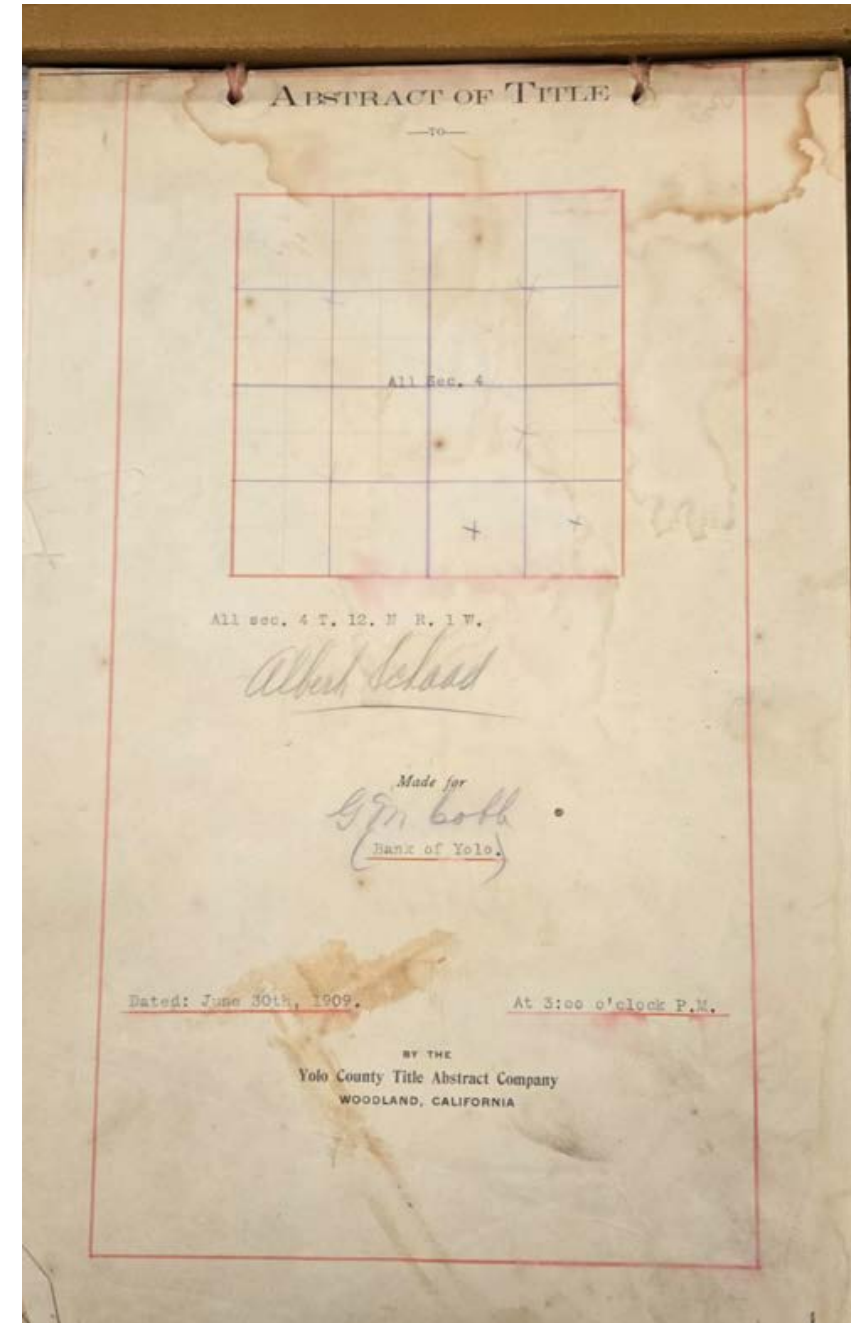 ABSTRACT OF TITLE
—TO—
All Sec. 4
All sec. 4 T. 12. N R. 1 W.
Albert Schaad
Made for
G M Cobb
(Bank of Yolo.)
Dated: June 30th, 1909. At 3:oo o'clock P.M.
BY THE
Yolo County Title Abstract Company
WOODLAND, CALIFORNIA